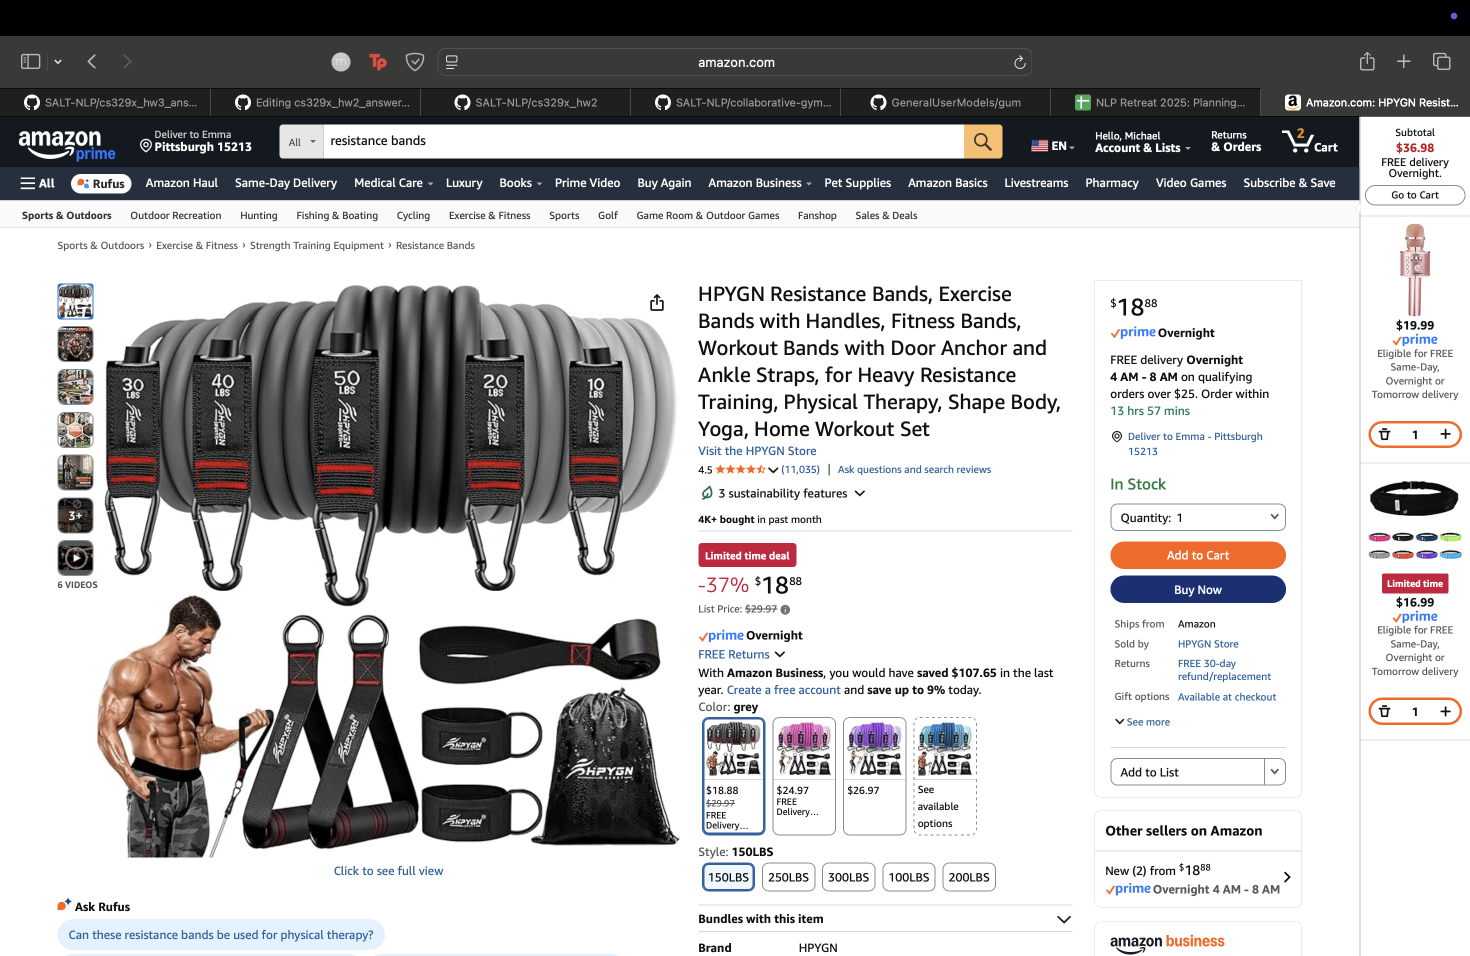 amazon.com
SALT-NLP/cs329x_hw3_ans...
Editing cs329x_hw2_answer...
SALT-NLP/cs329x_hw2
SALT-NLP/collaborative-gym...
GeneralUserModels/gum
NLP Retreat 2025: Planning...
Amazon.com: HPYGN Resist...
amazon prime
Deliver to Emma
Pittsburgh 15213
All
resistance bands
EN
Hello, Michael
Account & Lists
Returns
& Orders
2
Cart
All
Rufus
Amazon Haul
Same-Day Delivery
Medical Care
Luxury
Books
Prime Video
Buy Again
Amazon Business
Pet Supplies
Amazon Basics
Livestreams
Pharmacy
Video Games
Subscribe & Save
Sports & Outdoors
Outdoor Recreation
Hunting
Fishing & Boating
Cycling
Exercise & Fitness
Sports
Golf
Game Room & Outdoor Games
Fanshop
Sales & Deals
Sports & Outdoors › Exercise & Fitness › Strength Training Equipment › Resistance Bands
3+
6 VIDEOS
30 LBS
40 LBS
50 LBS
20 LBS
10 LBS
HPYGN
HPYGN
HPYGN
HPYGN
HPYGN
HPYGN
HPYGN
HPYGN
HPYGN
HPYGN
Click to see full view
Ask Rufus
Can these resistance bands be used for physical therapy?
HPYGN Resistance Bands, Exercise
Bands with Handles, Fitness Bands,
Workout Bands with Door Anchor and
Ankle Straps, for Heavy Resistance
Training, Physical Therapy, Shape Body,
Yoga, Home Workout Set
Visit the HPYGN Store
4.5 (11,035) | Ask questions and search reviews
3 sustainability features
4K+ bought in past month
Limited time deal
-37% $18 88
List Price: $29.97
prime Overnight
FREE Returns
With Amazon Business, you would have saved $107.65 in the last
year. Create a free account and save up to 9% today.
Color: grey
$18.88
$29.97
FREE
Delivery...
$24.97
FREE
Delivery...
$26.97
See
available
options
Style: 150LBS
150LBS
250LBS
300LBS
100LBS
200LBS
Bundles with this item
Brand HPYGN
$18 88
prime Overnight
FREE delivery Overnight
4 AM - 8 AM on qualifying
orders over $25. Order within
13 hrs 57 mins
Deliver to Emma - Pittsburgh
15213
In Stock
Quantity: 1
Add to Cart
Buy Now
Ships from Amazon
Sold by HPYGN Store
Returns FREE 30-day
refund/replacement
Gift options Available at checkout
See more
Add to List
Other sellers on Amazon
New (2) from $18 88
prime Overnight 4 AM - 8 AM
amazon business
Subtotal
$36.98
FREE delivery
Overnight.
Go to Cart
$19.99
prime
Eligible for FREE
Same-Day,
Overnight or
Tomorrow delivery
1
Limited time
$16.99
prime
Eligible for FREE
Same-Day,
Overnight or
Tomorrow delivery
1